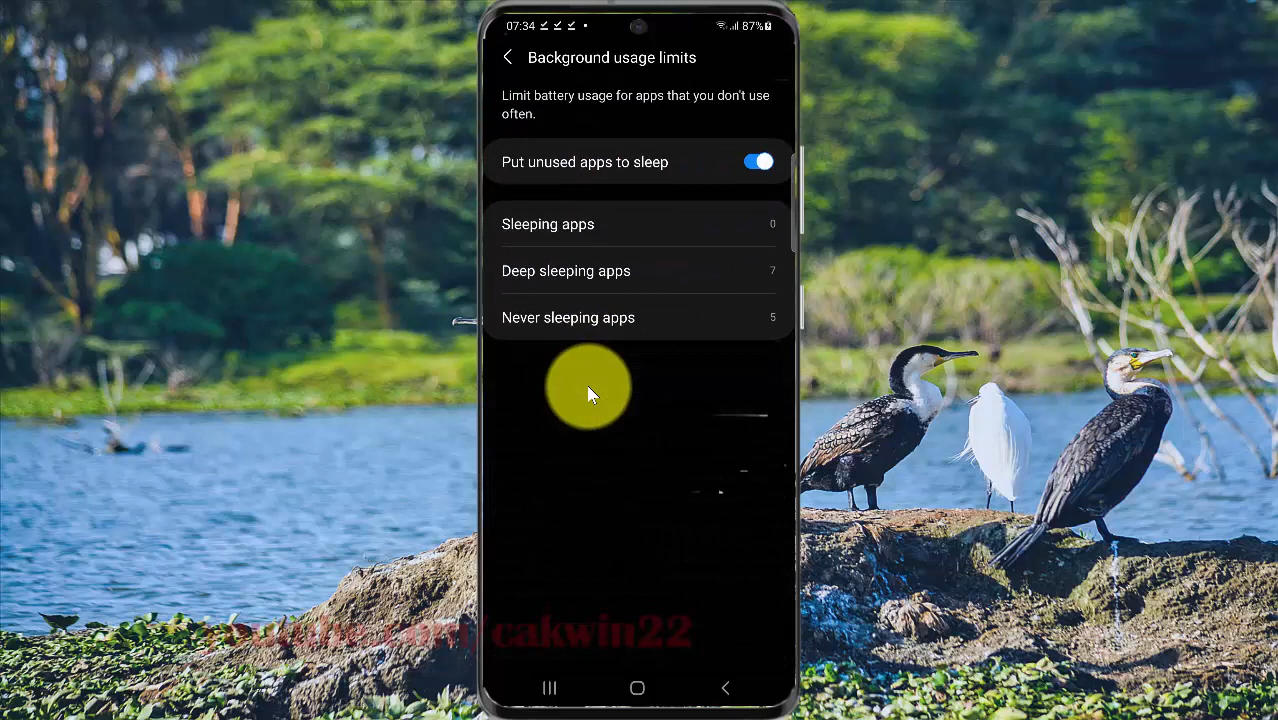 07:34
87%
Background usage limits
Limit battery usage for apps that you don't use
often.
Put unused apps to sleep
Sleeping apps 0
Deep sleeping apps 7
Never sleeping apps 5
youtube.com/cakwin22